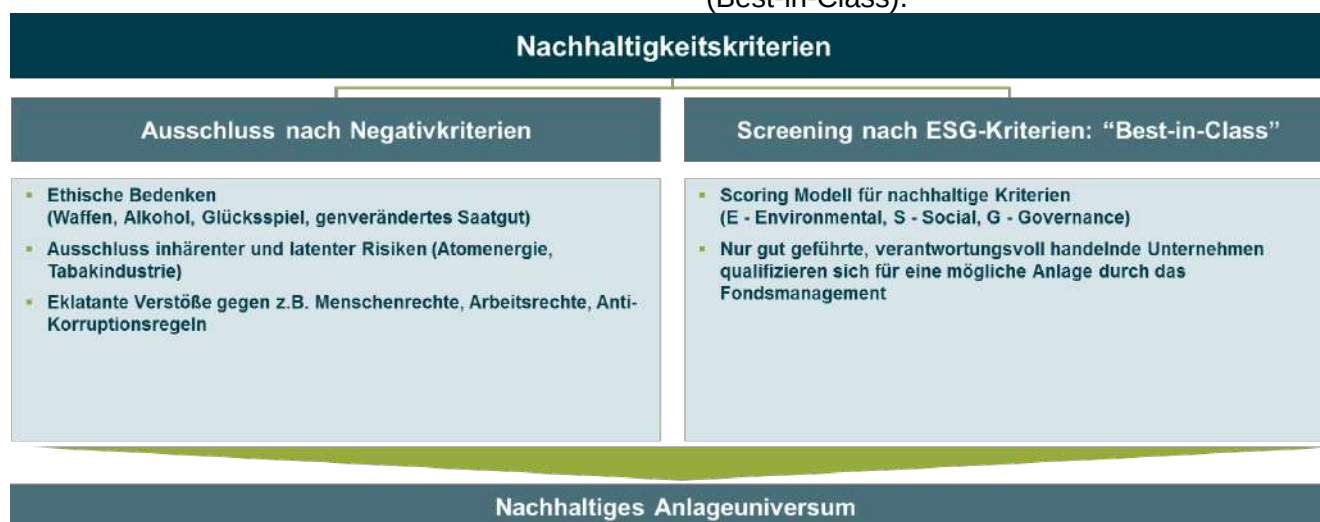 (Best-in-Class).
Nachhaltigkeitskriterien
Ausschluss nach Negativkriterien
▪ Ethische Bedenken
(Waffen, Alkohol, Glücksspiel, genverändertes Saatgut)
▪ Ausschluss inhärenter und latenter Risiken (Atomenergie,
Tabakindustrie)
▪ Eklatante Verstöße gegen z.B. Menschenrechte, Arbeitsrechte, Anti-
Korruptionsregeln
Screening nach ESG-Kriterien: “Best-in-Class”
▪ Scoring Modell für nachhaltige Kriterien
(E - Environmental, S - Social, G - Governance)
▪ Nur gut geführte, verantwortungsvoll handelnde Unternehmen
qualifizieren sich für eine mögliche Anlage durch das
Fondsmanagement
Nachhaltiges Anlageuniversum